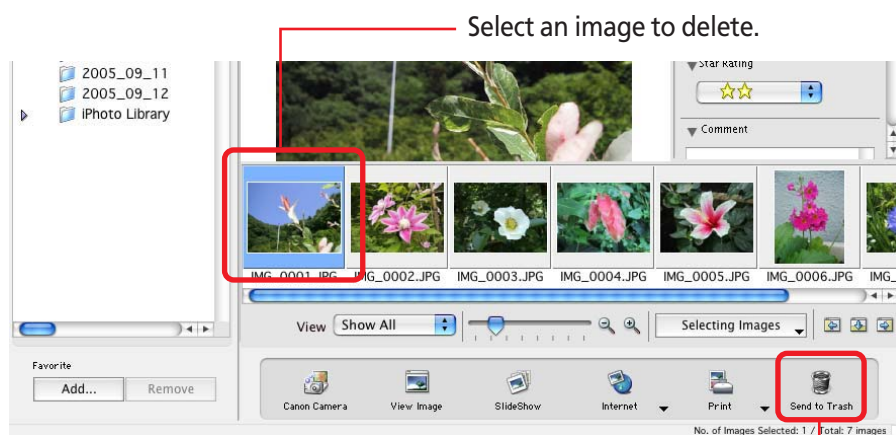 Select an image to delete.
2005_09_11
2005_09_12
iPhoto Library
Star Rating
Comment
IMG_0001.JPG IMG_0002.JPG IMG_0003.JPG IMG_0004.JPG IMG_0005.JPG IMG_0006.JPG IMG_
View Show All Selecting Images
Favorite
Add... Remove
Canon Camera View Image SlideShow Internet Print Send to Trash
No. of Images Selected: 1 / Total: 7 images